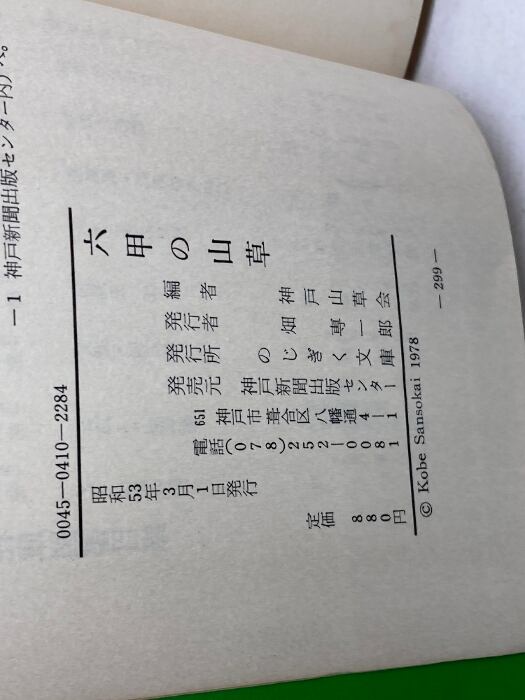 －1 神戸新聞出版センター内）へ。
六甲の山草
編者 神戸山草会
発行者 畑専一郎
発行所 のじぎく文庫
発売元 神戸新聞出版センター
651 神戸市葺合区八幡通4－1
電話(078)252－0081
昭和53年3月1日発行
定価 880円
0045－0410－2284
© Kobe Sansokai 1978
－299－